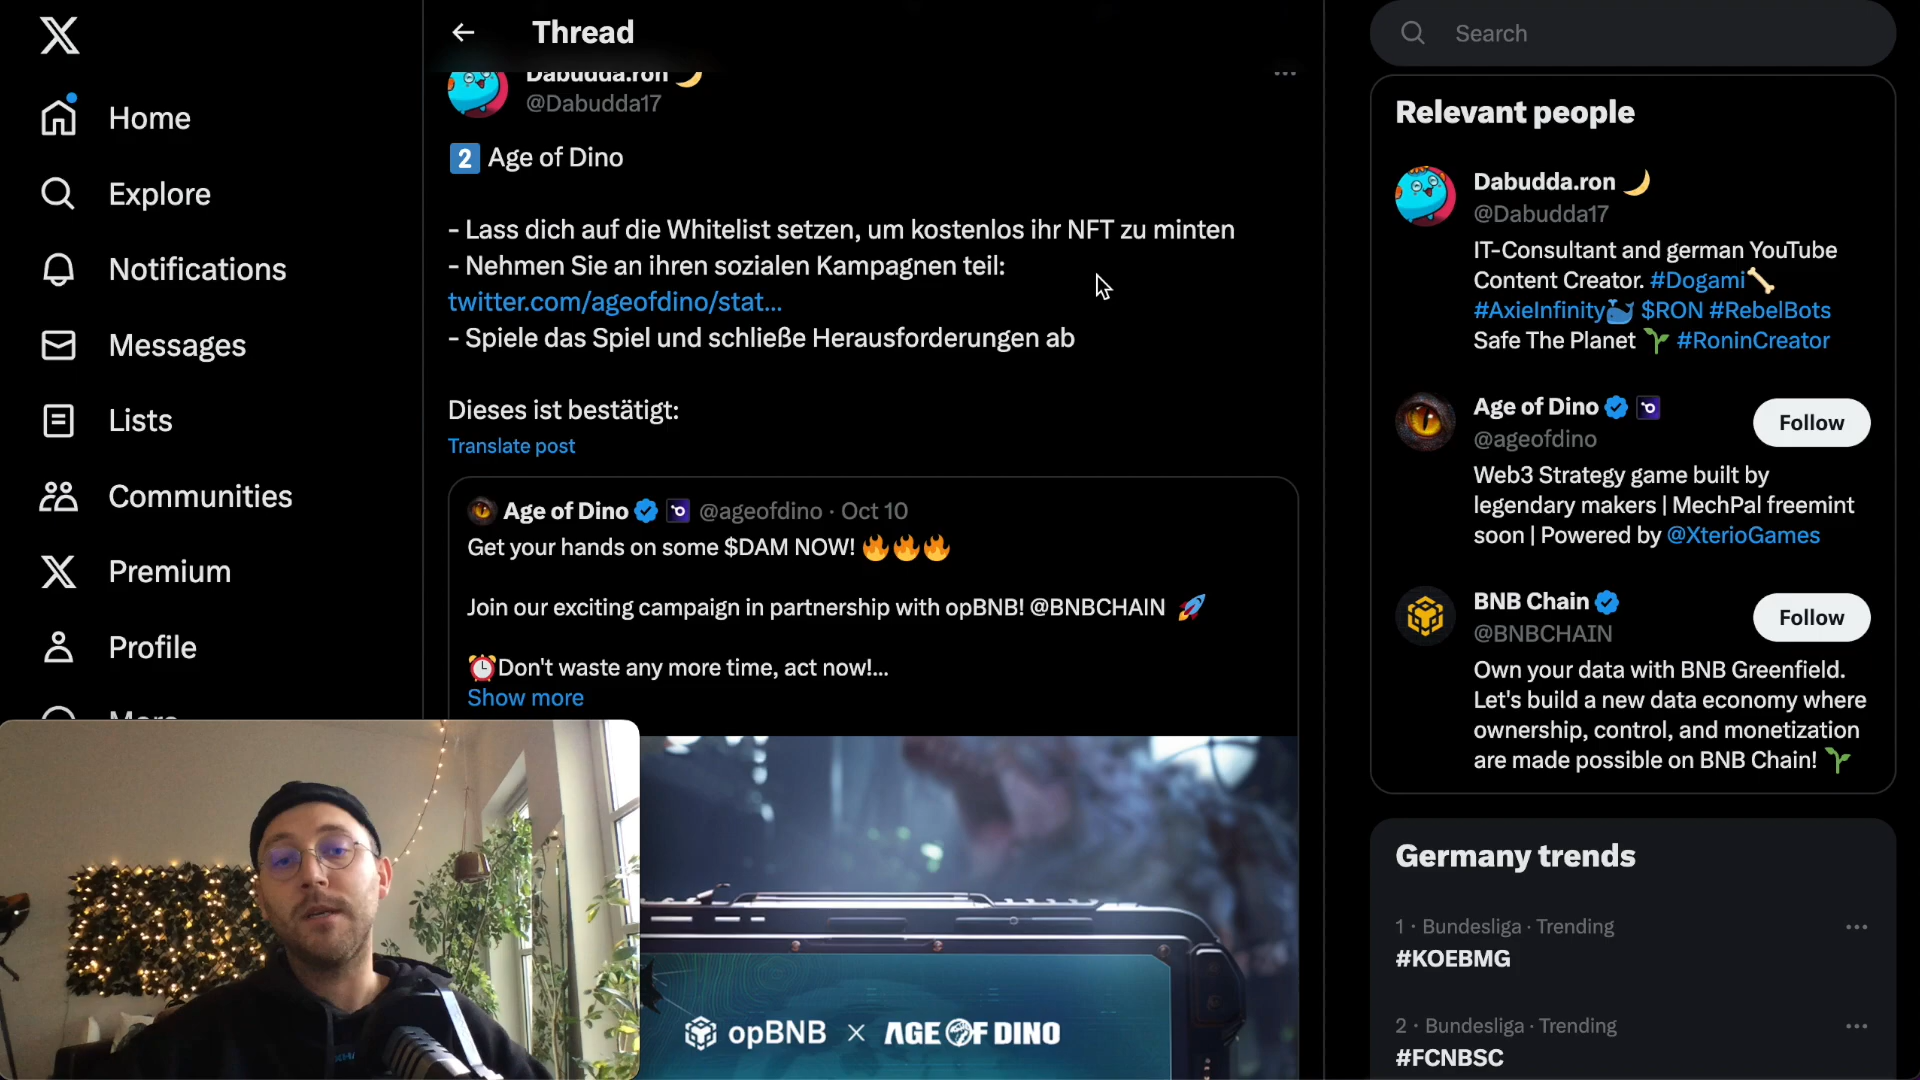 Home
Explore
Notifications
Messages
Lists
Communities
Premium
Profile
More
Thread
Dabudda.ron
@Dabudda17
2 Age of Dino
- Lass dich auf die Whitelist setzen, um kostenlos ihr NFT zu minten
- Nehmen Sie an ihren sozialen Kampagnen teil:
twitter.com/ageofdino/stat...
- Spiele das Spiel und schließe Herausforderungen ab
Dieses ist bestätigt:
Translate post
Age of Dino @ageofdino · Oct 10
Get your hands on some $DAM NOW! 🔥🔥🔥
Join our exciting campaign in partnership with opBNB! @BNBCHAIN 🚀
⏰Don't waste any more time, act now!...
Show more
opBNB × AGE OF DINO
Search
Relevant people
Dabudda.ron 🌙
@Dabudda17
IT-Consultant and german YouTube
Content Creator. #Dogami🦴
#AxieInfinity🐳 $RON #RebelBots
Safe The Planet 🌱 #RoninCreator
Age of Dino
@ageofdino
Follow
Web3 Strategy game built by
legendary makers | MechPal freemint
soon | Powered by @XterioGames
BNB Chain
@BNBCHAIN
Follow
Own your data with BNB Greenfield.
Let's build a new data economy where
ownership, control, and monetization
are made possible on BNB Chain! 🌱
Germany trends
1 · Bundesliga · Trending
#KOEBMG
2 · Bundesliga · Trending
#FCNBSC